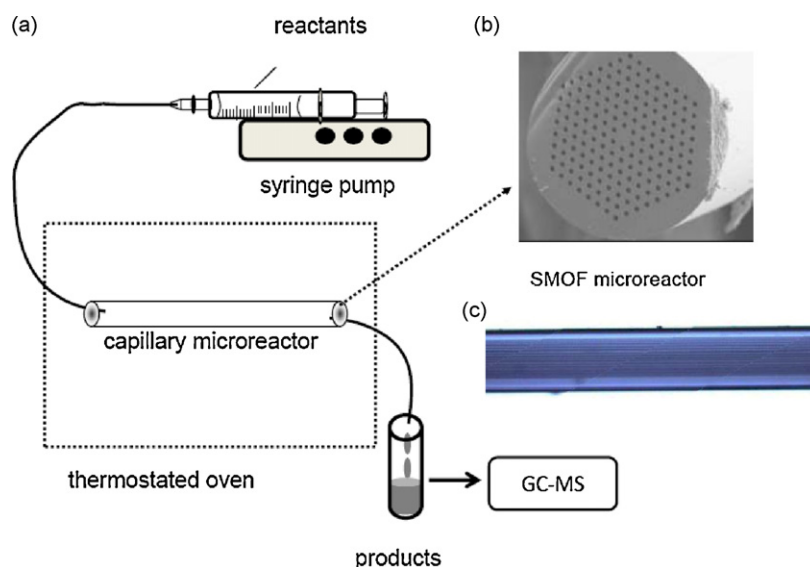 (a)
reactants
(b)
syringe pump
SMOF microreactor
(c)
capillary microreactor
thermostated oven
GC-MS
products